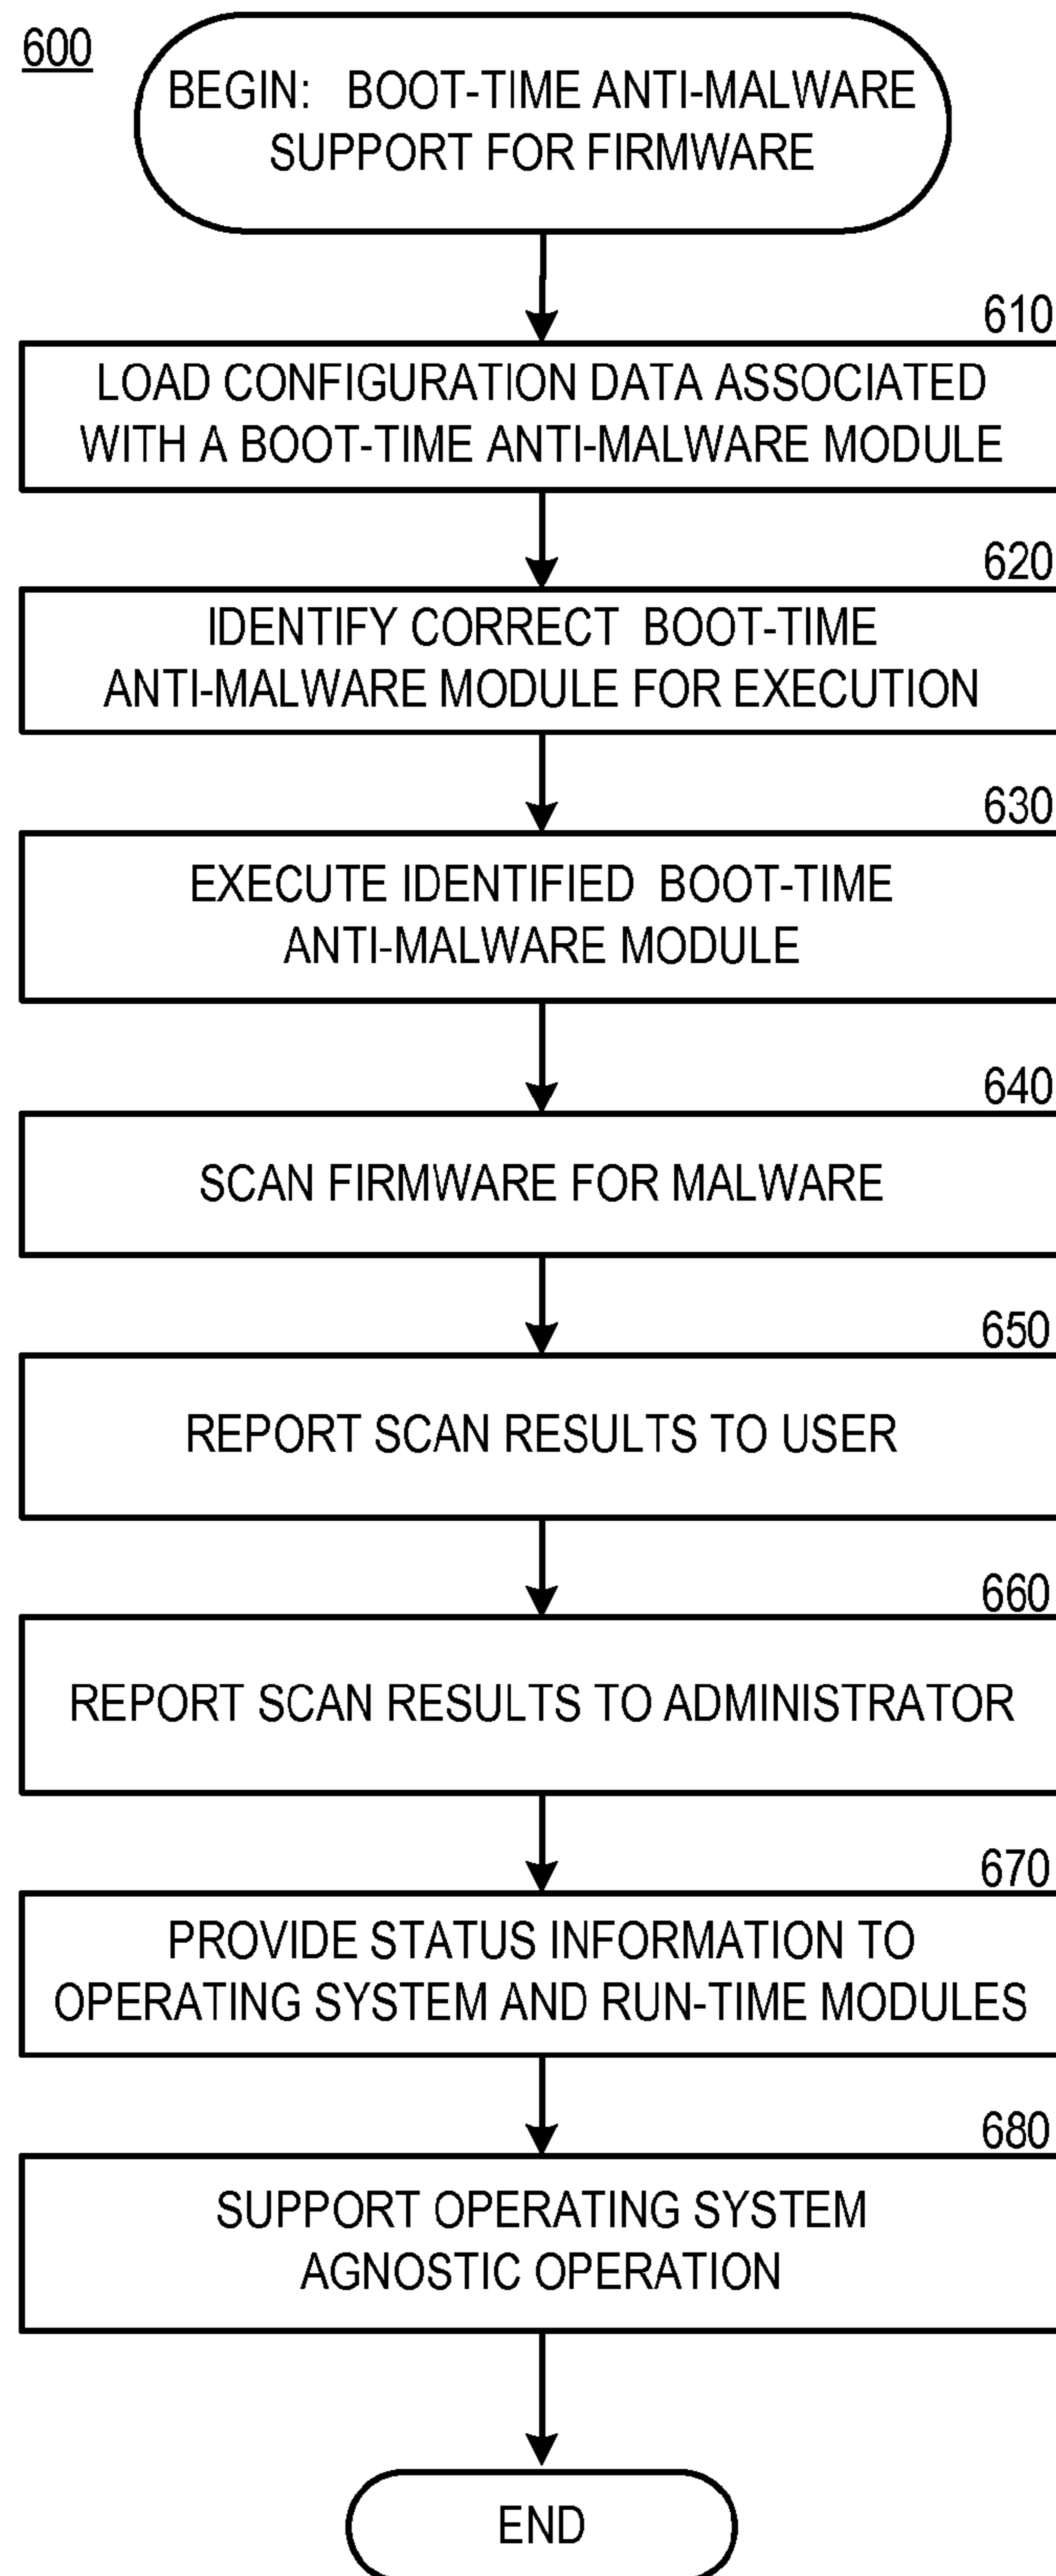 600
BEGIN: BOOT-TIME ANTI-MALWARE
SUPPORT FOR FIRMWARE
610
LOAD CONFIGURATION DATA ASSOCIATED
WITH A BOOT-TIME ANTI-MALWARE MODULE
620
IDENTIFY CORRECT BOOT-TIME
ANTI-MALWARE MODULE FOR EXECUTION
630
EXECUTE IDENTIFIED BOOT-TIME
ANTI-MALWARE MODULE
640
SCAN FIRMWARE FOR MALWARE
650
REPORT SCAN RESULTS TO USER
660
REPORT SCAN RESULTS TO ADMINISTRATOR
670
PROVIDE STATUS INFORMATION TO
OPERATING SYSTEM AND RUN-TIME MODULES
680
SUPPORT OPERATING SYSTEM
AGNOSTIC OPERATION
END